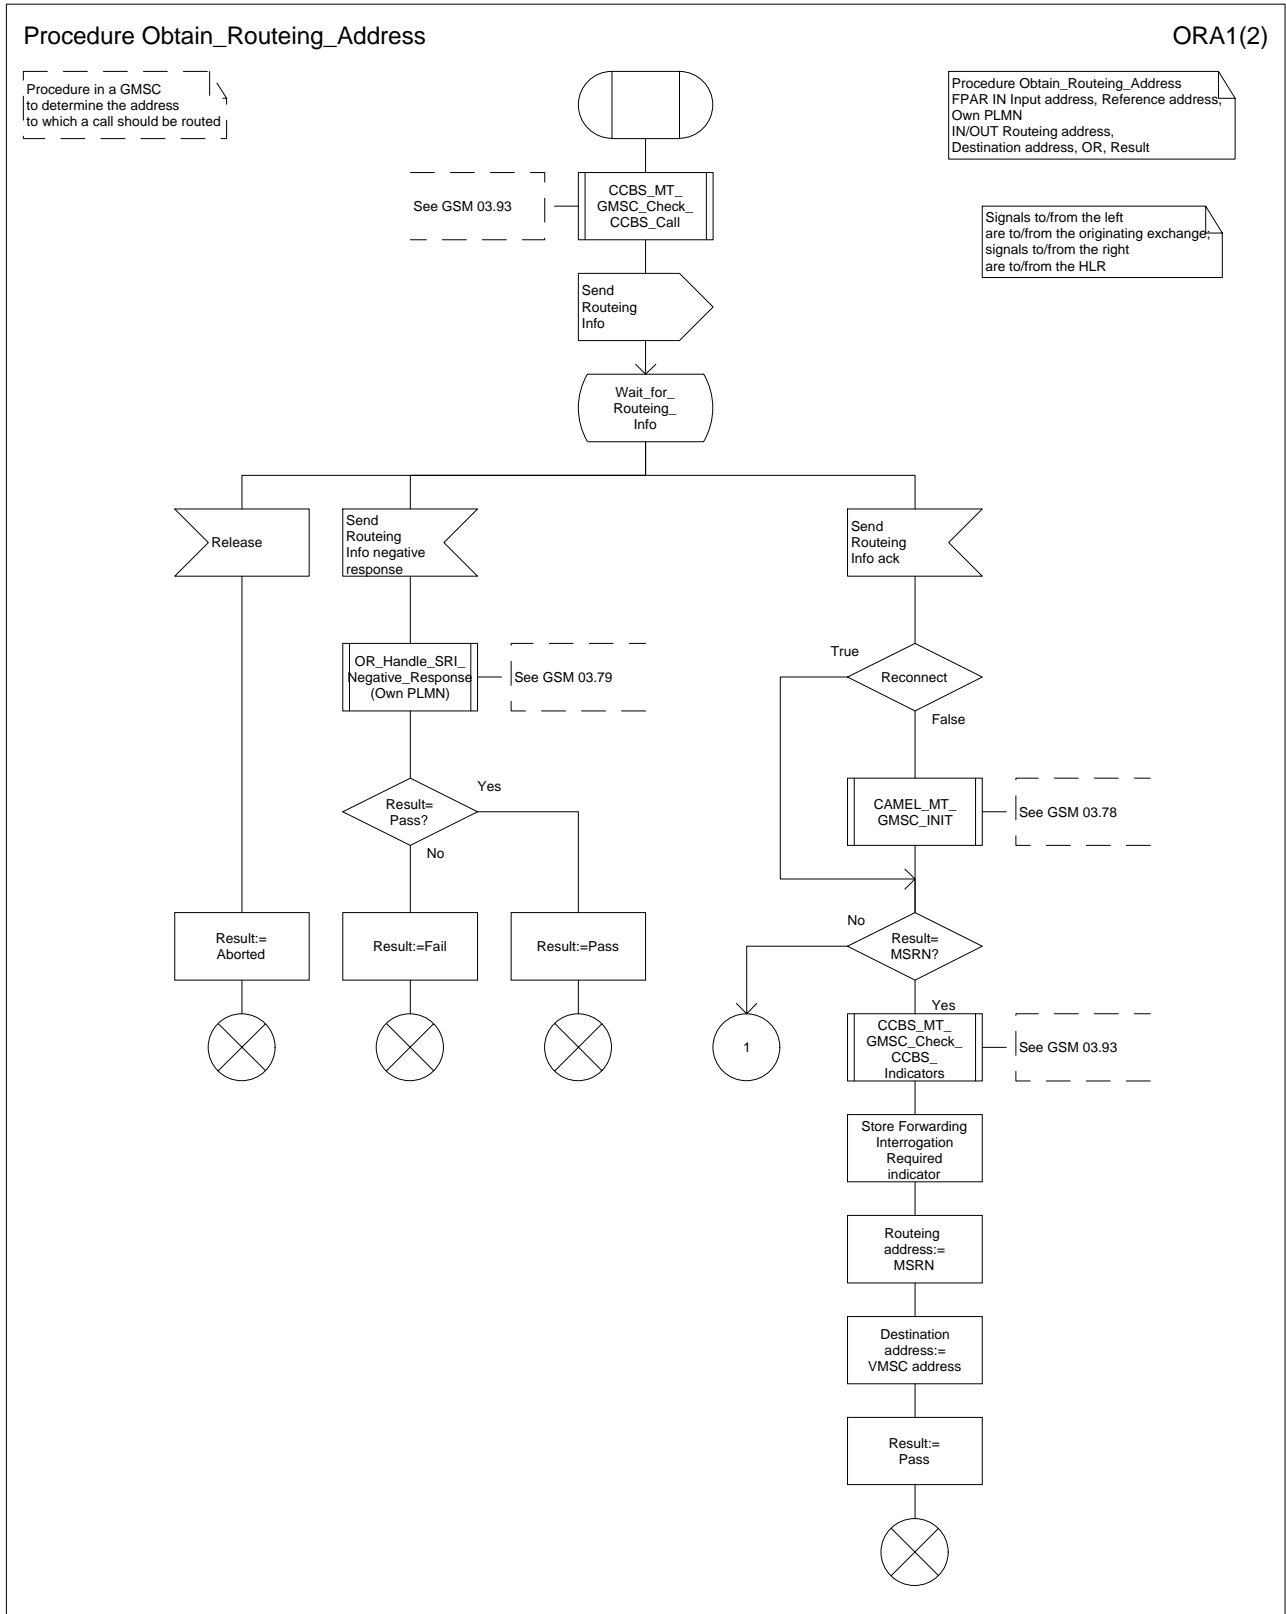 Procedure Obtain_Routeing_Address
ORA1(2)
Procedure in a GMSC
to determine the address
to which a call should be routed
Procedure Obtain_Routeing_Address
FPAR IN Input address, Reference address,
Own PLMN
IN/OUT Routeing address,
Destination address, OR, Result
See GSM 03.93
CCBS_MT_
GMSC_Check_
CCBS_Call
Signals to/from the left
are to/from the originating exchange;
signals to/from the right
are to/from the HLR
Send
Routeing
Info
Wait_for_
Routeing_
Info
Release
Send
Routeing
Info negative
response
Send
Routeing
Info ack
OR_Handle_SRI_
Negative_Response
(Own PLMN)
See GSM 03.79
True
Reconnect
False
Result=
Pass?
Yes
No
CAMEL_MT_
GMSC_INIT
See GSM 03.78
Result:=
Aborted
Result:=Fail
Result:=Pass
No
Result=
MSRN?
Yes
1
CCBS_MT_
GMSC_Check_
CCBS_
Indicators
See GSM 03.93
Store Forwarding
Interrogation
Required
indicator
Routeing
address:=
MSRN
Destination
address:=
VMSC address
Result:=
Pass